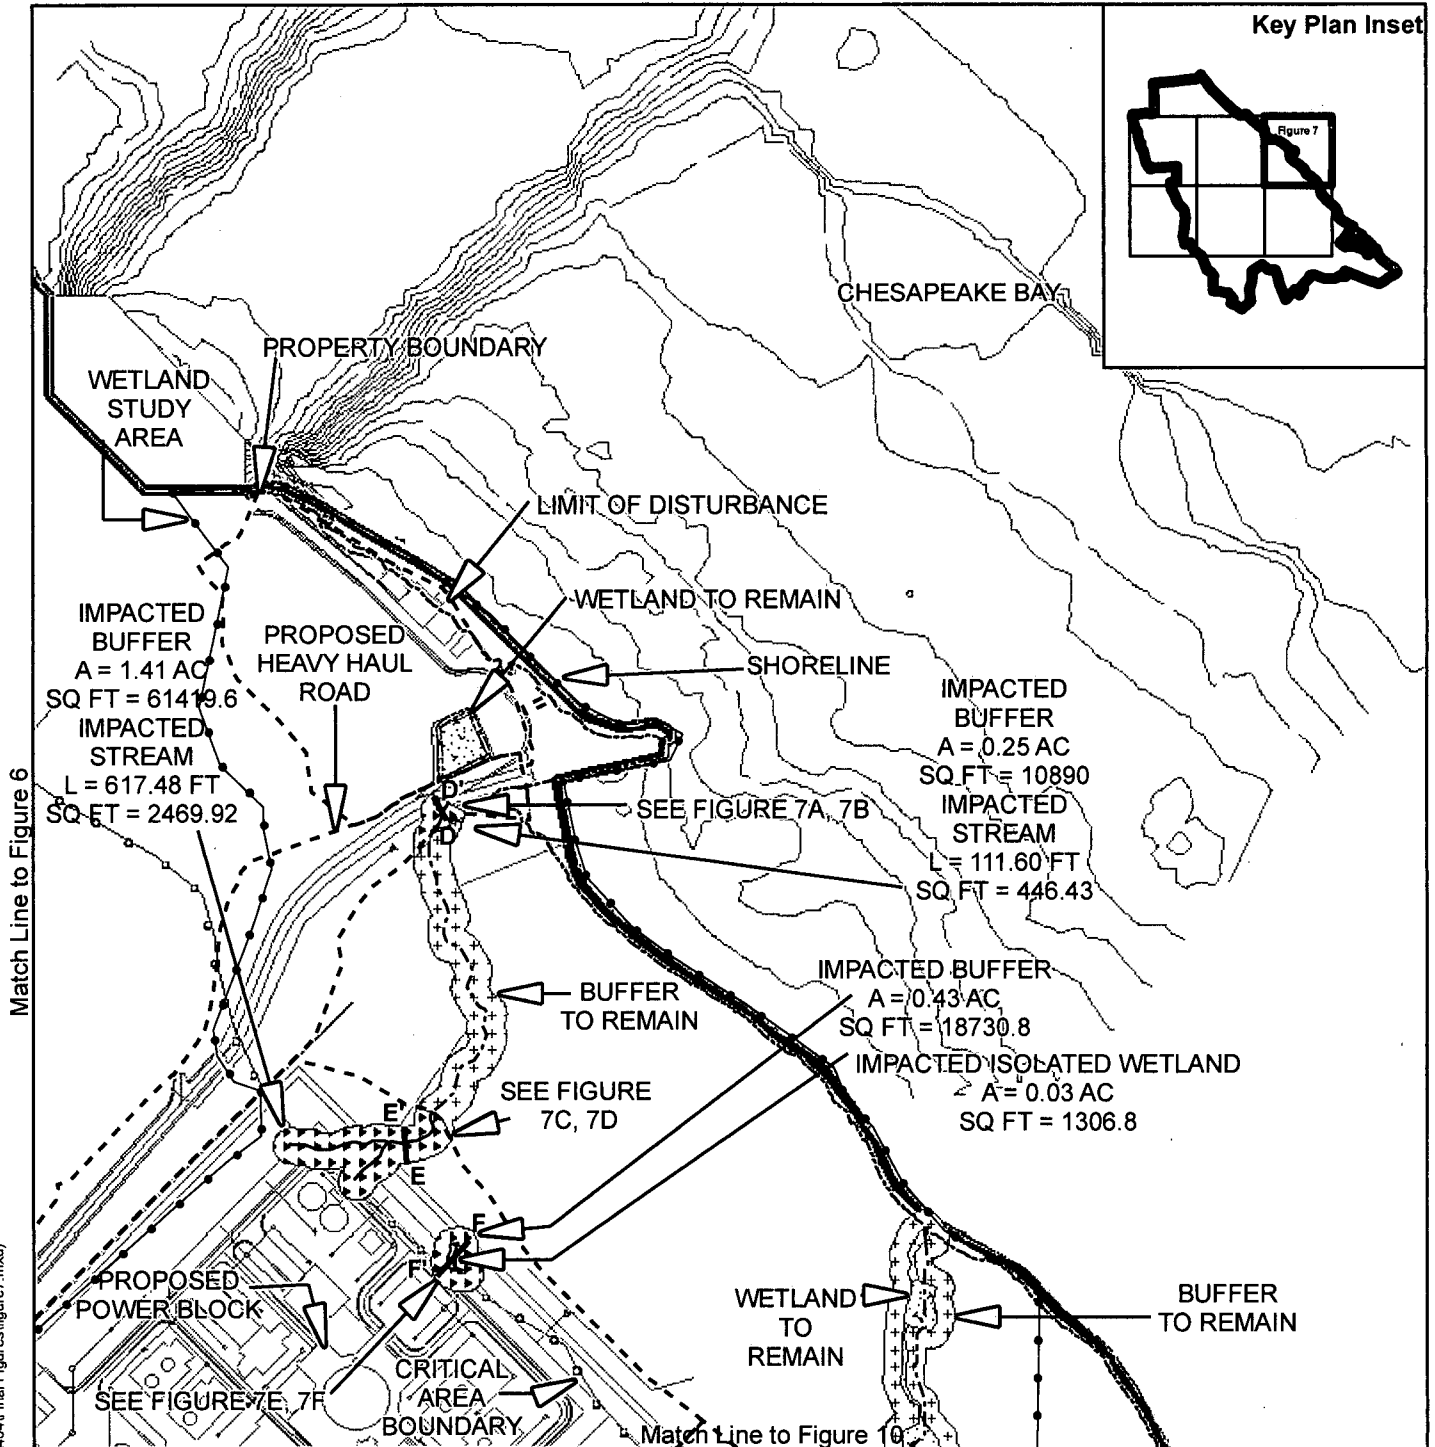 Key Plan Inset
Figure 7
CHESAPEAKE BAY
PROPERTY BOUNDARY
WETLAND
STUDY
AREA
LIMIT OF DISTURBANCE
WETLAND TO REMAIN
IMPACTED
BUFFER
A = 1.41 AC
SQ FT = 61419.6
IMPACTED
STREAM
L = 617.48 FT
SQ FT = 2469.92
PROPOSED
HEAVY HAUL
ROAD
SHORELINE
IMPACTED
BUFFER
A = 0.25 AC
SQ FT = 10890
IMPACTED
STREAM
L = 111.60 FT
SQ FT = 446.43
D'
D
SEE FIGURE 7A, 7B
Match Line to Figure 6
BUFFER
TO REMAIN
IMPACTED BUFFER
A = 0.43 AC
SQ FT = 18730.8
IMPACTED ISOLATED WETLAND
A = 0.03 AC
SQ FT = 1306.8
SEE FIGURE
7C, 7D
E'
E
F
F'
PROPOSED
POWER BLOCK
SEE FIGURE 7E, 7F
CRITICAL
AREA
BOUNDARY
WETLAND
TO
REMAIN
BUFFER
TO REMAIN
Match Line to Figure 10